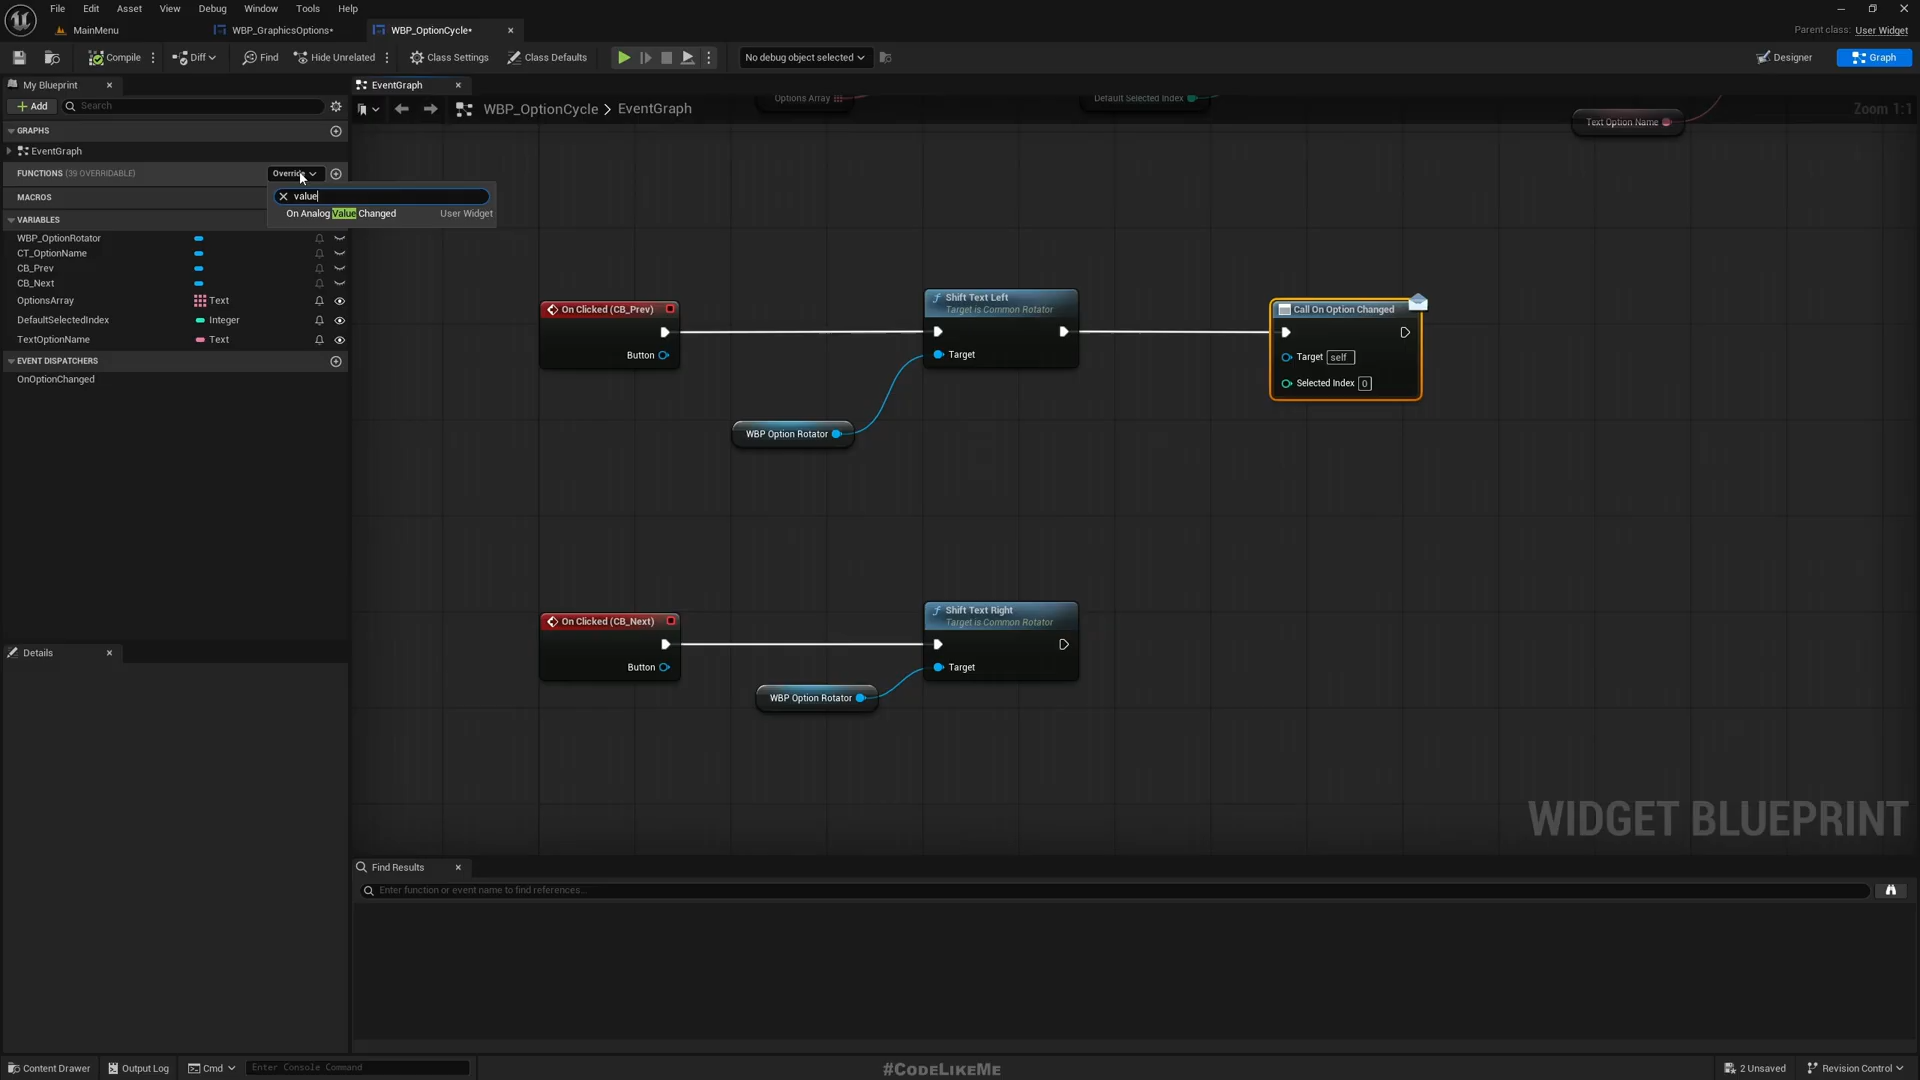 File Edit Asset View Debug Window Tools Help
MainMenu
WBP_GraphicsOptions•
WBP_OptionCycle•
Parent class: User Widget
Compile
Diff
Find
Hide Unrelated
Class Settings
Class Defaults
No debug object selected
Designer
Graph
My Blueprint
Add
Search
EventGraph
WBP_OptionCycle > EventGraph
Zoom 1:1
GRAPHS
EventGraph
FUNCTIONS (39 OVERRIDABLE)
Override
value
On Analog Value Changed User Widget
MACROS
VARIABLES
WBP_OptionRotator
CT_OptionName
CB_Prev
CB_Next
OptionsArray Text
DefaultSelectedIndex Integer
TextOptionName Text
EVENT DISPATCHERS
OnOptionChanged
Details
Options Array
Default Selected Index
Text Option Name
On Clicked (CB_Prev)
Button
Shift Text Left
Target is Common Rotator
Target
WBP Option Rotator
Call On Option Changed
Target self
Selected Index 0
On Clicked (CB_Next)
Button
Shift Text Right
Target is Common Rotator
Target
WBP Option Rotator
WIDGET BLUEPRINT
Find Results
Enter function or event name to find references...
Content Drawer
Output Log
Cmd
Enter Console Command
#CODELIKEME
2 Unsaved
Revision Control